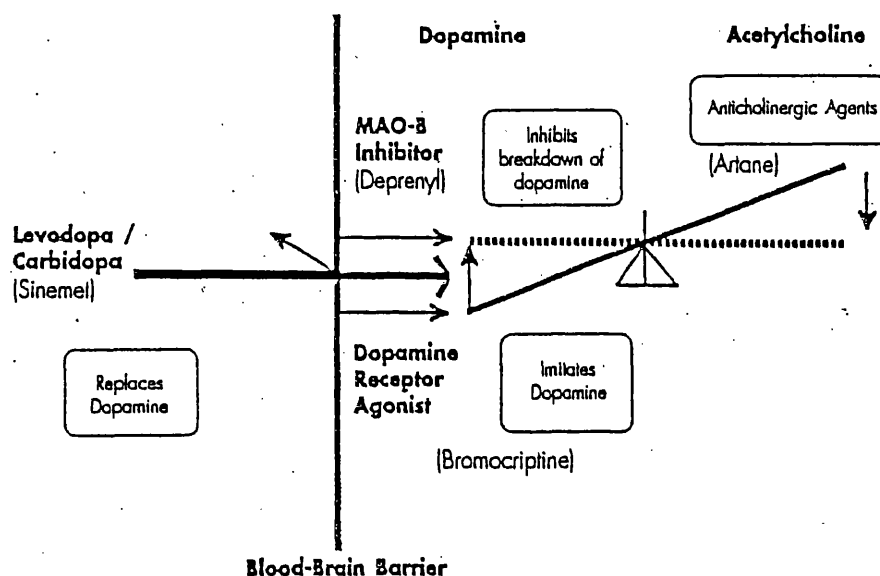 Dopamine
Acetylcholine
MAO-B
Inhibitor
(Deprenyl)
Inhibits
breakdown of
dopamine
Anticholinergic Agents
(Artane)
Levodopa /
Carbidopa
(Sinemet)
Replaces
Dopamine
Dopamine
Receptor
Agonist
Imitates
Dopamine
(Bromocriptine)
Blood-Brain Barrier